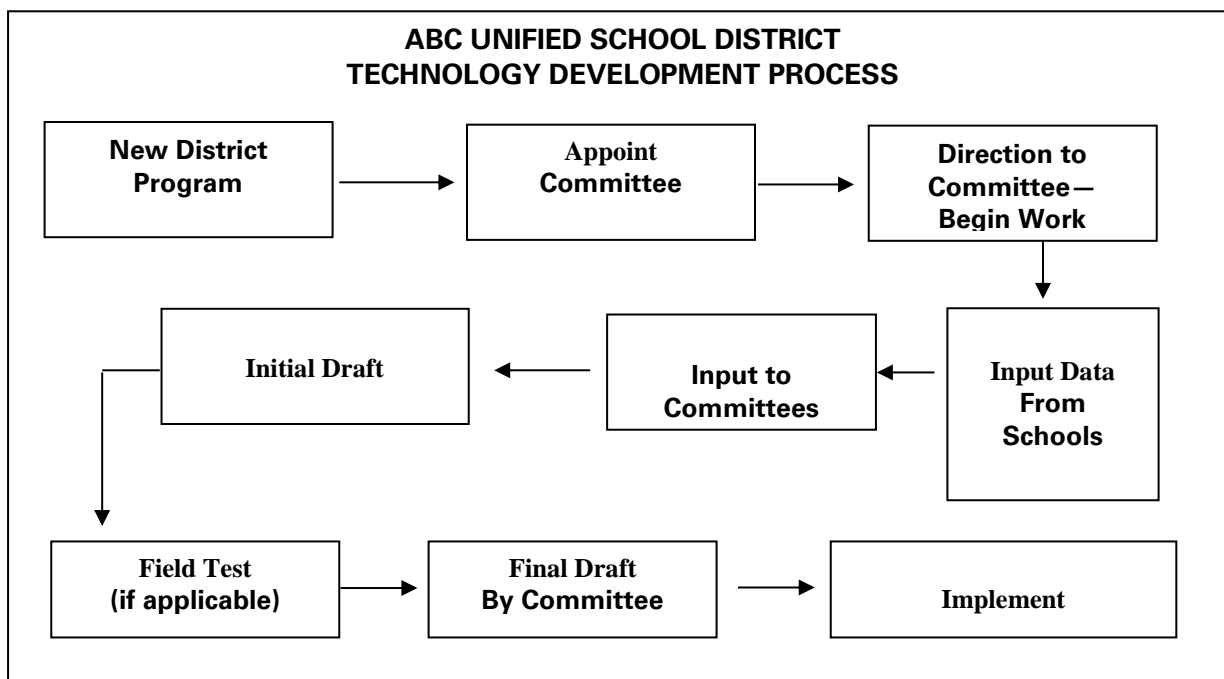 ABC UNIFIED SCHOOL DISTRICT
TECHNOLOGY DEVELOPMENT PROCESS
New District
Program
Appoint
Committee
Direction to
Committee—
Begin Work
Input Data
From
Schools
Input to
Committees
Initial Draft
Field Test
(if applicable)
Final Draft
By Committee
Implement